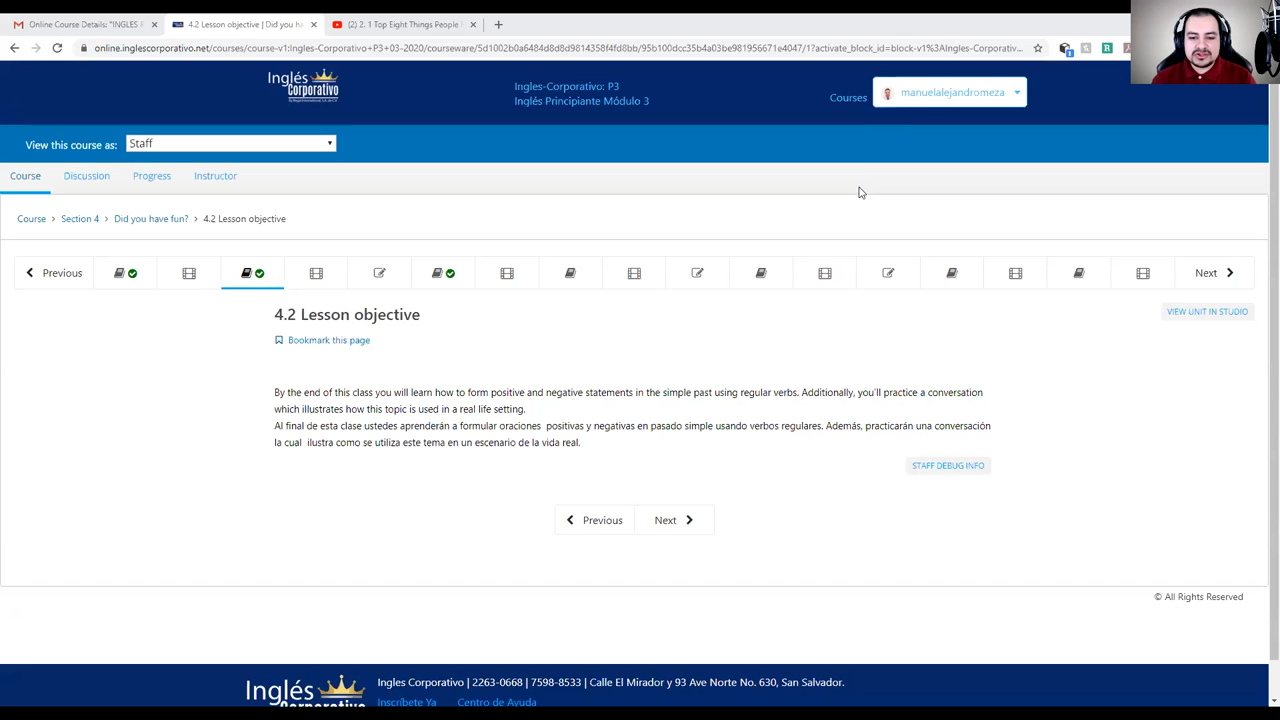 Online Course Details: "INGLES P
4.2 Lesson objective | Did you ha
(2) 2. 1 Top Eight Things People
online.inglescorporativo.net/courses/course-v1:Ingles-Corporativo+P3+03-2020/courseware/5d1002b0a6484d8d8d9814358f4fd8bb/95b100dcc35b4a03be981956671e4047/1?activate_block_id=block-v1%3AIngles-Corporativ...
Inglés
Corporativo
Ingles-Corporativo: P3
Inglés Principiante Módulo 3
Courses
manuelalejandromeza
View this course as:
Staff
Course
Discussion
Progress
Instructor
Course > Section 4 > Did you have fun? > 4.2 Lesson objective
Previous
Next
4.2 Lesson objective
VIEW UNIT IN STUDIO
Bookmark this page
By the end of this class you will learn how to form positive and negative statements in the simple past using regular verbs. Additionally, you'll practice a conversation
which illustrates how this topic is used in a real life setting.
Al final de esta clase ustedes aprenderán a formular oraciones positivas y negativas en pasado simple usando verbos regulares. Además, practicarán una conversación
la cual ilustra como se utiliza este tema en un escenario de la vida real.
STAFF DEBUG INFO
Previous
Next
© All Rights Reserved
Inglés
Corporativo
Ingles Corporativo | 2263-0668 | 7598-8533 | Calle El Mirador y 93 Ave Norte No. 630, San Salvador.
Inscríbete Ya
Centro de Ayuda